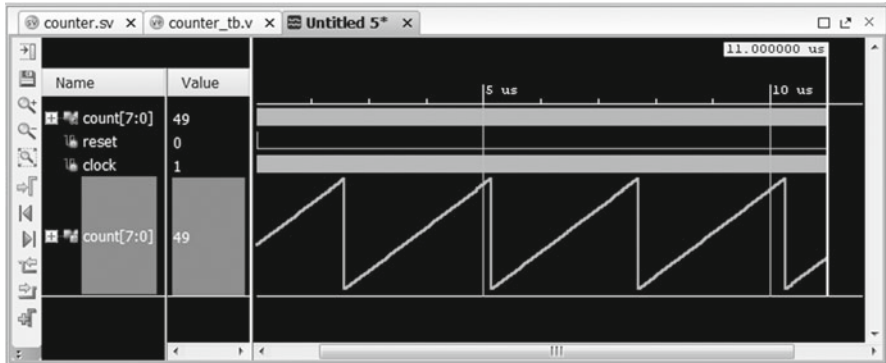 counter.sv
counter_tb.v
Untitled 5*
11.000000 us
Name
Value
5 us
10 us
count[7:0]
49
reset
0
clock
1
count[7:0]
49